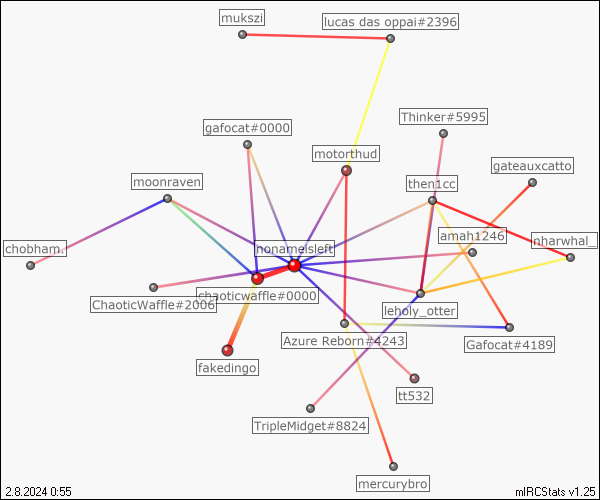 mukszi
lucas das oppai#2396
Thinker#5995
gafocat#0000
motorthud
gateauxcatto
moonraven
then1cc
chobham.
nonameisleft
amah1246
nharwhal_
ChaoticWaffle#2006
chaoticwaffle#0000
leholy_otter
Azure Reborn#4243
Gafocat#4189
fakedingo
tt532
TripleMidget#8824
mercurybro
2.8.2024 0:55
mIRCStats v1.25